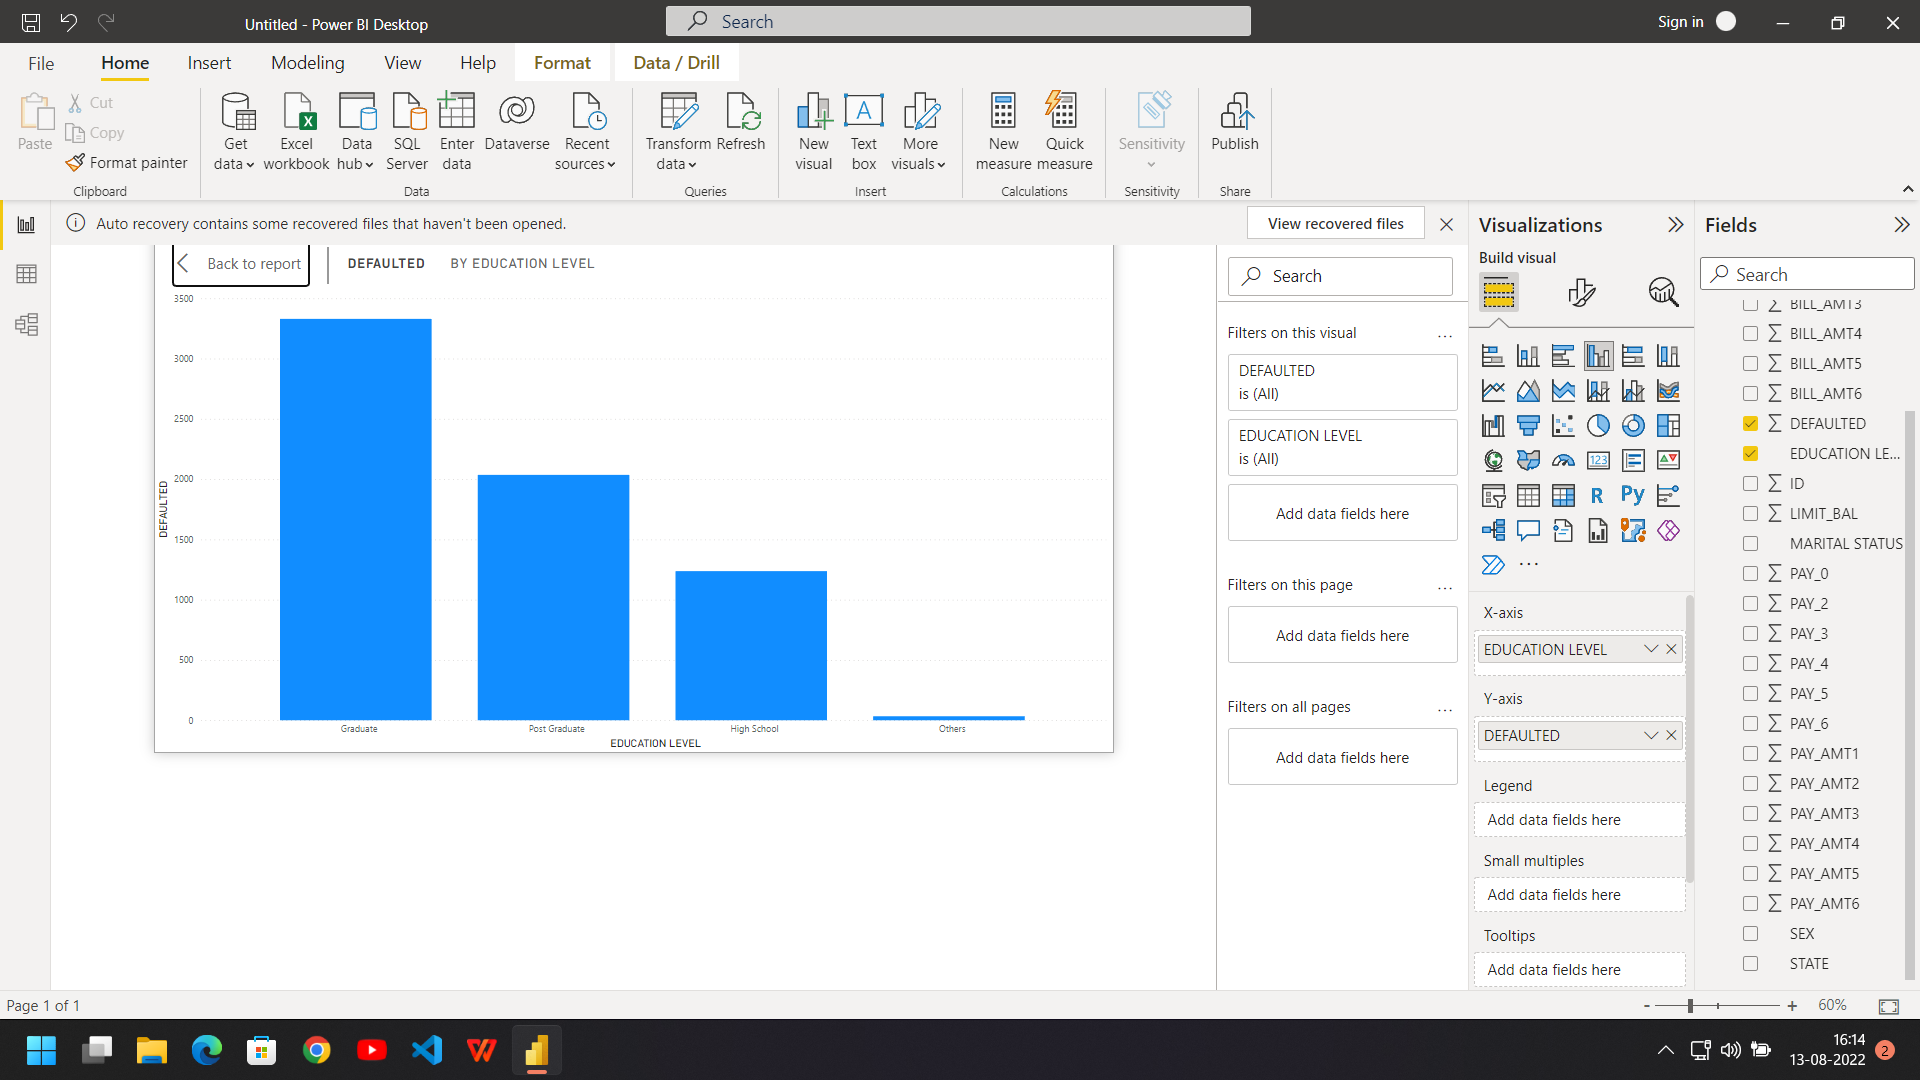 Untitled - Power BI Desktop
Search
Sign in
File
Home
Insert
Modeling
View
Help
Format
Data / Drill
Paste
Cut
Copy
Format painter
Clipboard
Get data
Excel workbook
Data hub
SQL Server
Enter data
Dataverse
Recent sources
Data
Transform data
Refresh
Queries
New visual
Text box
More visuals
Insert
New measure
Quick measure
Calculations
Sensitivity
Sensitivity
Publish
Share
Auto recovery contains some recovered files that haven't been opened.
View recovered files
Back to report
DEFAULTED
BY EDUCATION LEVEL
3500
3000
2500
2000
1500
1000
500
0
DEFAULTED
Graduate
Post Graduate
High School
Others
EDUCATION LEVEL
Search
Filters on this visual
...
DEFAULTED
is (All)
EDUCATION LEVEL
is (All)
Add data fields here
Filters on this page
...
Add data fields here
Filters on all pages
...
Add data fields here
Visualizations
Build visual
123
R
Py
...
X-axis
EDUCATION LEVEL
Y-axis
DEFAULTED
Legend
Add data fields here
Small multiples
Add data fields here
Tooltips
Add data fields here
Fields
Search
BILL_AMT3
BILL_AMT4
BILL_AMT5
BILL_AMT6
DEFAULTED
EDUCATION LE...
ID
LIMIT_BAL
MARITAL STATUS
PAY_0
PAY_2
PAY_3
PAY_4
PAY_5
PAY_6
PAY_AMT1
PAY_AMT2
PAY_AMT3
PAY_AMT4
PAY_AMT5
PAY_AMT6
SEX
STATE
Page 1 of 1
- + 60%
16:14
13-08-2022
2